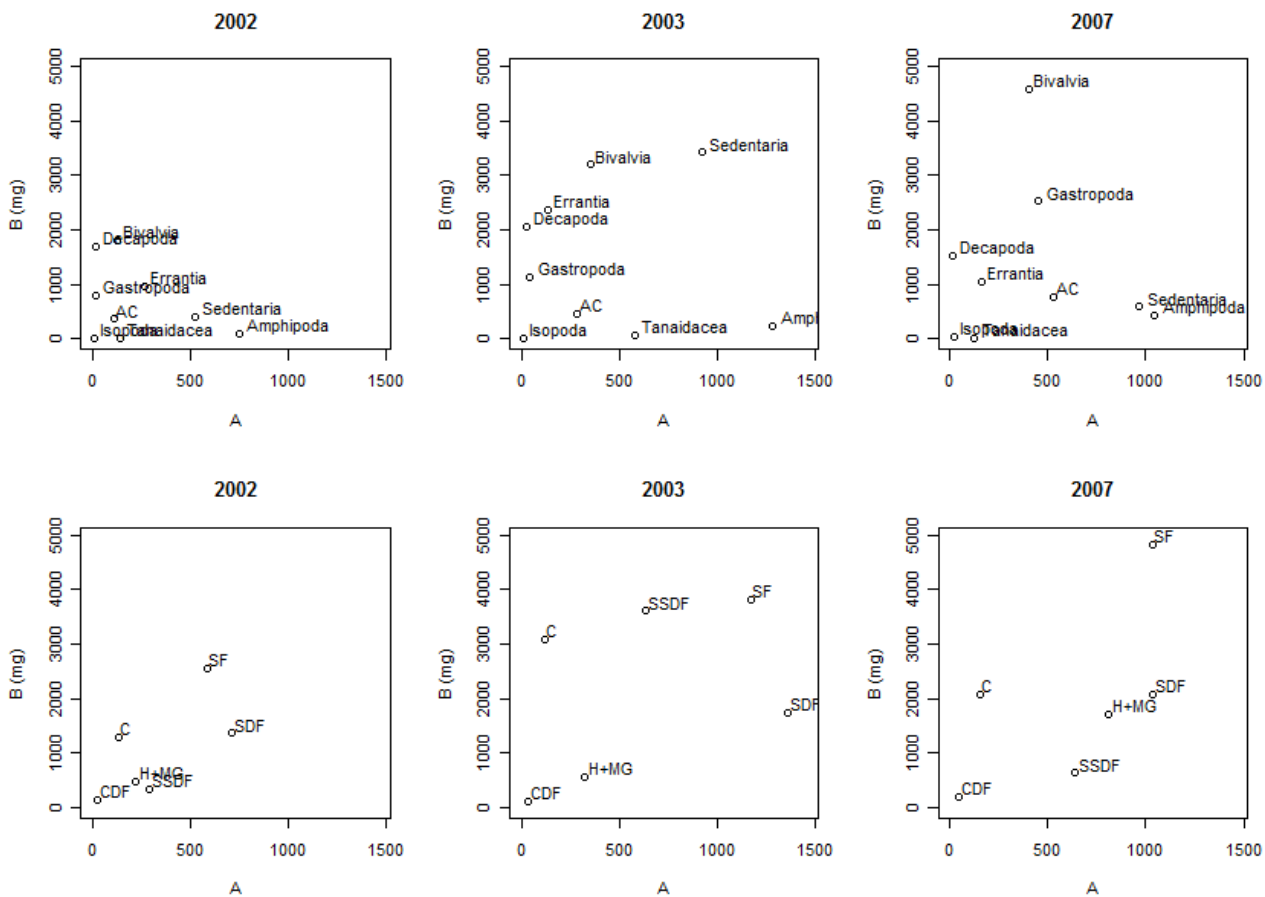 2002
5000
4000
3000
2000
1000
0
B (mg)
Bivalvia
Decapoda
Errantia
Gastropoda
AC
Sedentaria
Amphipoda
Isopoda
Tanaidacea
0 500 1000 1500
A
2003
5000
4000
3000
2000
1000
0
B (mg)
Sedentaria
Bivalvia
Errantia
Decapoda
Gastropoda
AC
Amphi
Tanaidacea
Isopoda
0 500 1000 1500
A
2007
5000
4000
3000
2000
1000
0
B (mg)
Bivalvia
Gastropoda
Decapoda
Errantia
AC
Sedentaria
Amphipoda
Isopoda
Tanaidacea
0 500 1000 1500
A
2002
5000
4000
3000
2000
1000
0
B (mg)
SF
C
SDF
H+MG
SSDF
CDF
0 500 1000 1500
A
2003
5000
4000
3000
2000
1000
0
B (mg)
SF
SSDF
C
SDF
H+MG
CDF
0 500 1000 1500
A
2007
5000
4000
3000
2000
1000
0
B (mg)
SF
C
SDF
H+MG
SSDF
CDF
0 500 1000 1500
A